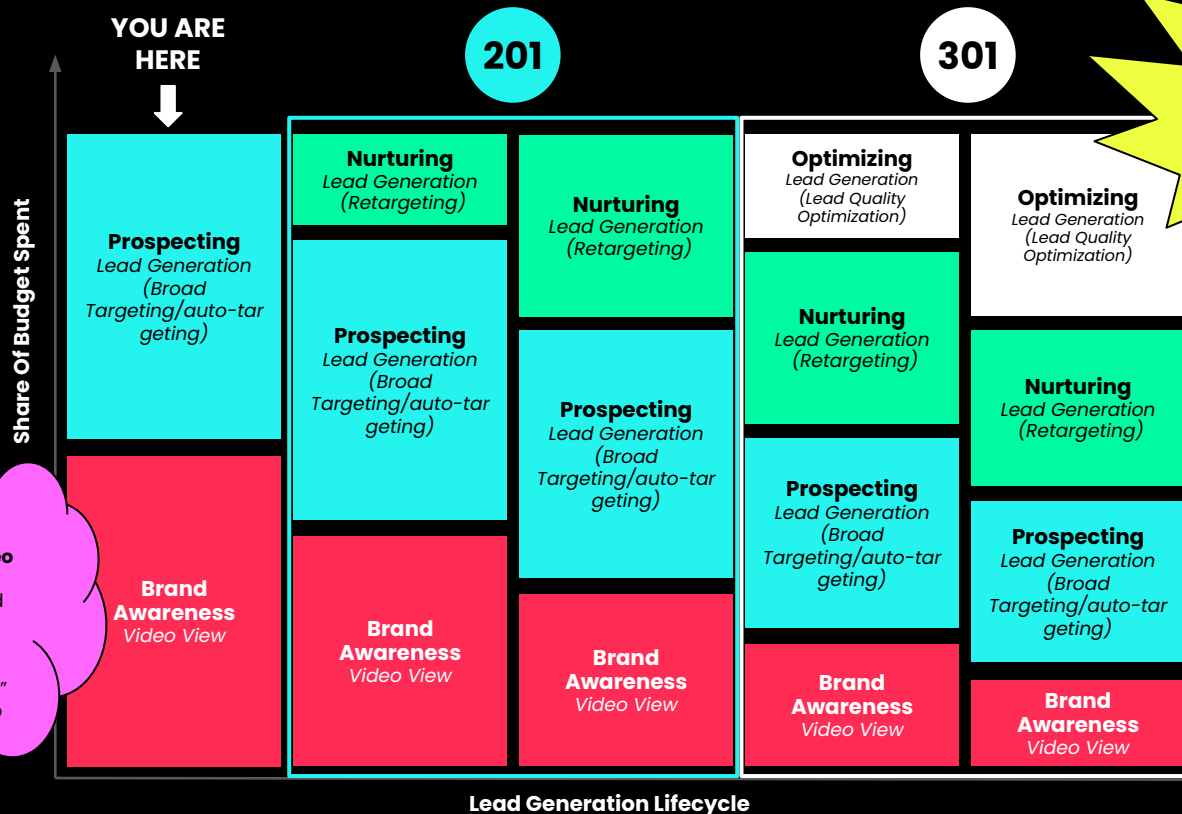 YOU ARE
HERE
201
301
Share Of Budget Spent
Prospecting
Lead Generation
(Broad
Targeting/auto-tar
geting)
Brand
Awareness
Video View
Nurturing
Lead Generation
(Retargeting)
Prospecting
Lead Generation
(Broad
Targeting/auto-tar
geting)
Brand
Awareness
Video View
Nurturing
Lead Generation
(Retargeting)
Prospecting
Lead Generation
(Broad
Targeting/auto-tar
geting)
Brand
Awareness
Video View
Optimizing
Lead Generation
(Lead Quality
Optimization)
Nurturing
Lead Generation
(Retargeting)
Prospecting
Lead Generation
(Broad
Targeting/auto-tar
geting)
Brand
Awareness
Video View
Optimizing
Lead Generation
(Lead Quality
Optimization)
Nurturing
Lead Generation
(Retargeting)
Prospecting
Lead Generation
(Broad
Targeting/auto-tar
geting)
Brand
Awareness
Video View
Lead Generation Lifecycle